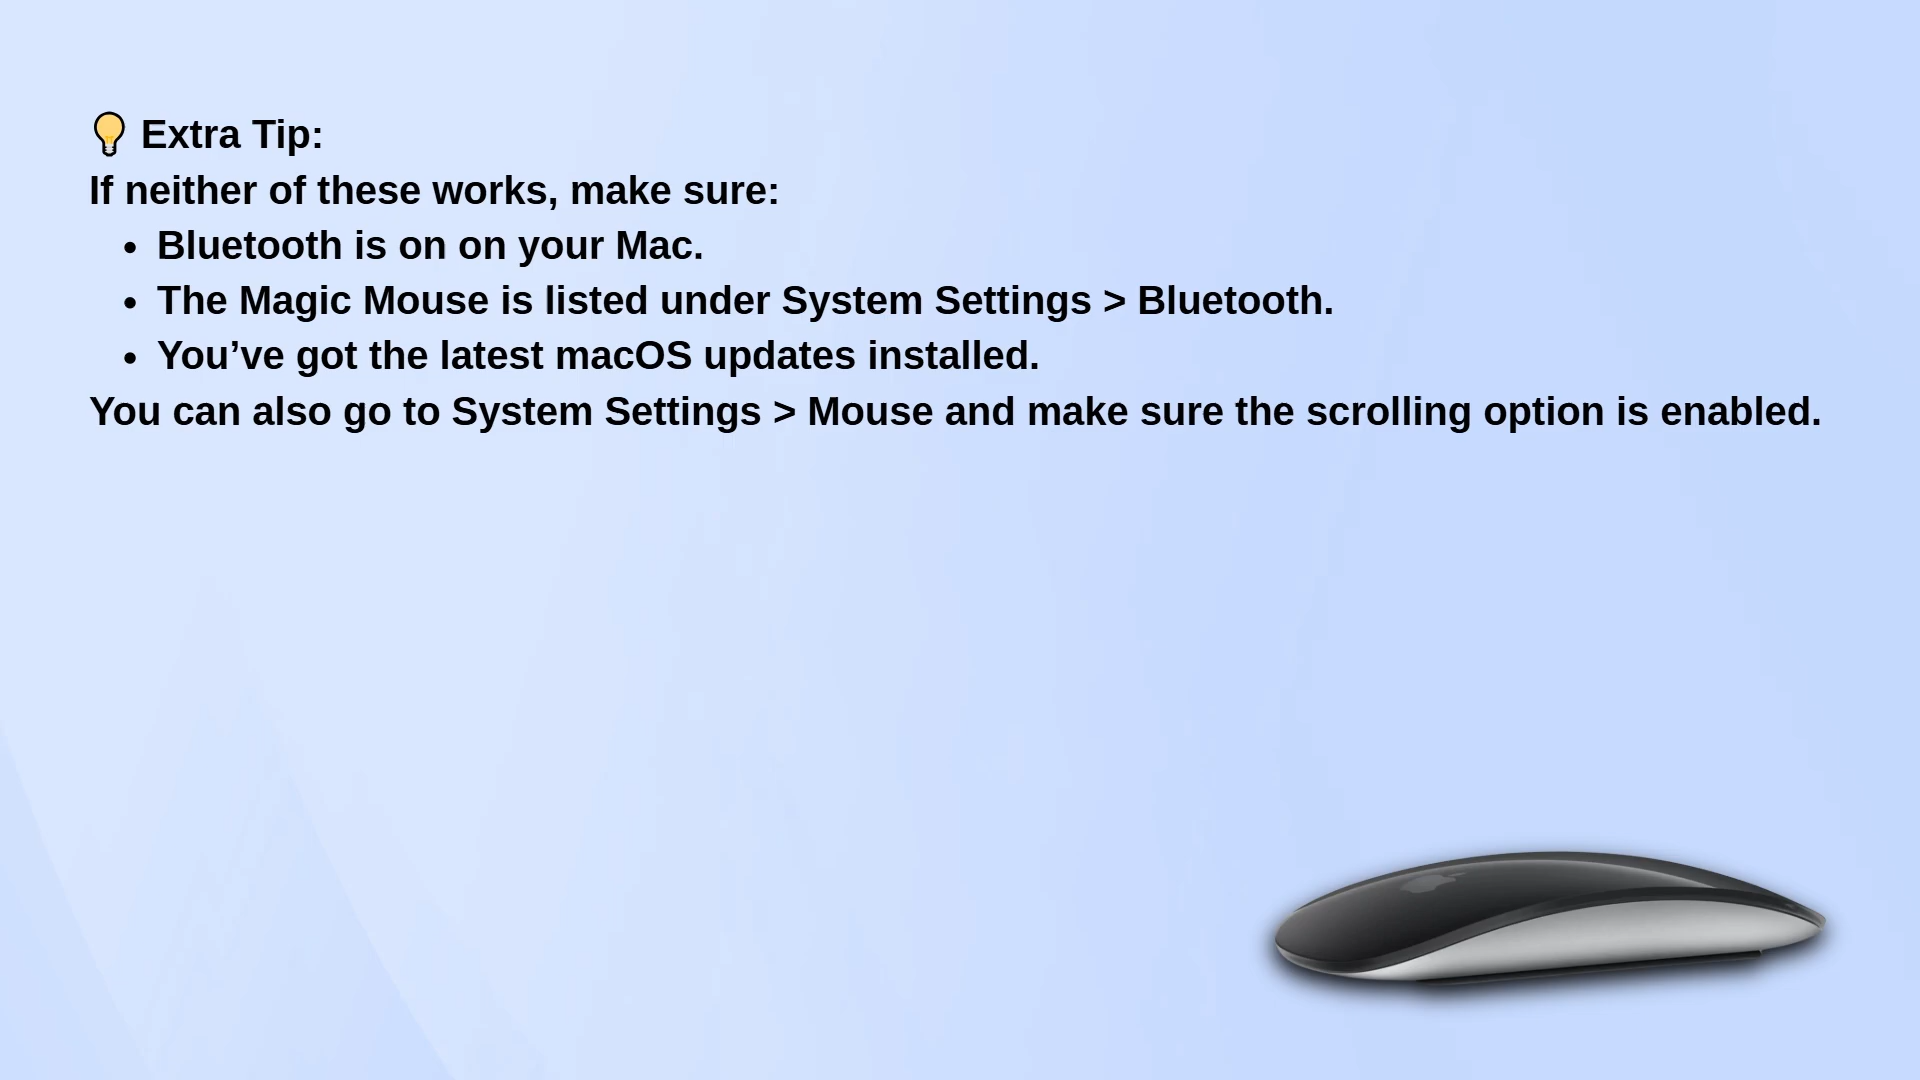 💡 Extra Tip:
If neither of these works, make sure:
• Bluetooth is on on your Mac.
• The Magic Mouse is listed under System Settings > Bluetooth.
• You’ve got the latest macOS updates installed.
You can also go to System Settings > Mouse and make sure the scrolling option is enabled.